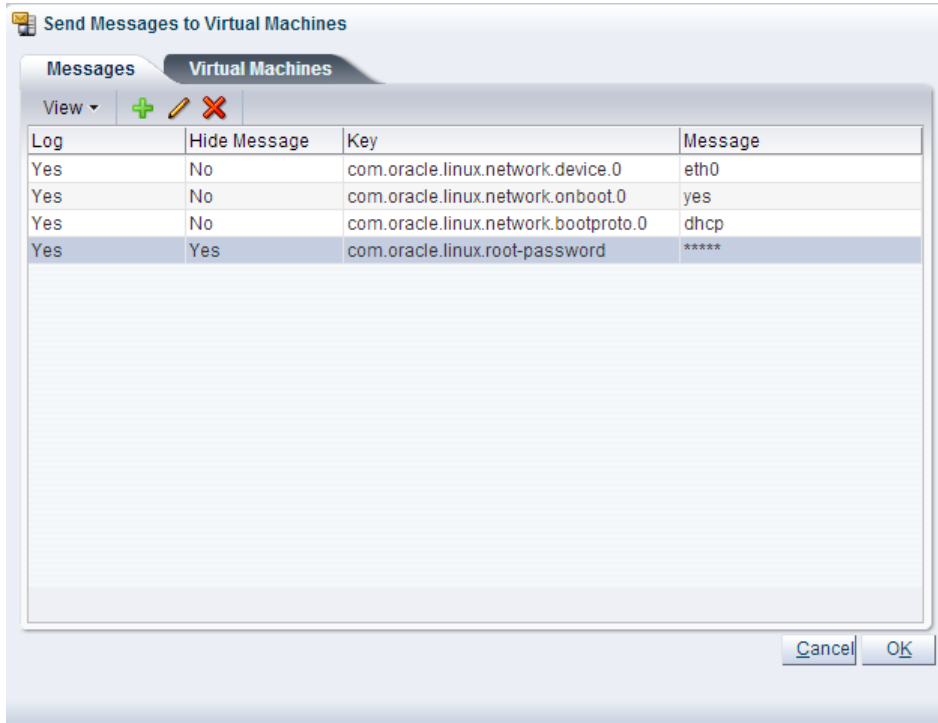 Send Messages to Virtual Machines
Messages Virtual Machines
View
Log Hide Message Key Message
Yes No com.oracle.linux.network.device.0 eth0
Yes No com.oracle.linux.network.onboot.0 yes
Yes No com.oracle.linux.network.bootproto.0 dhcp
Yes Yes com.oracle.linux.root-password *****
Cancel OK